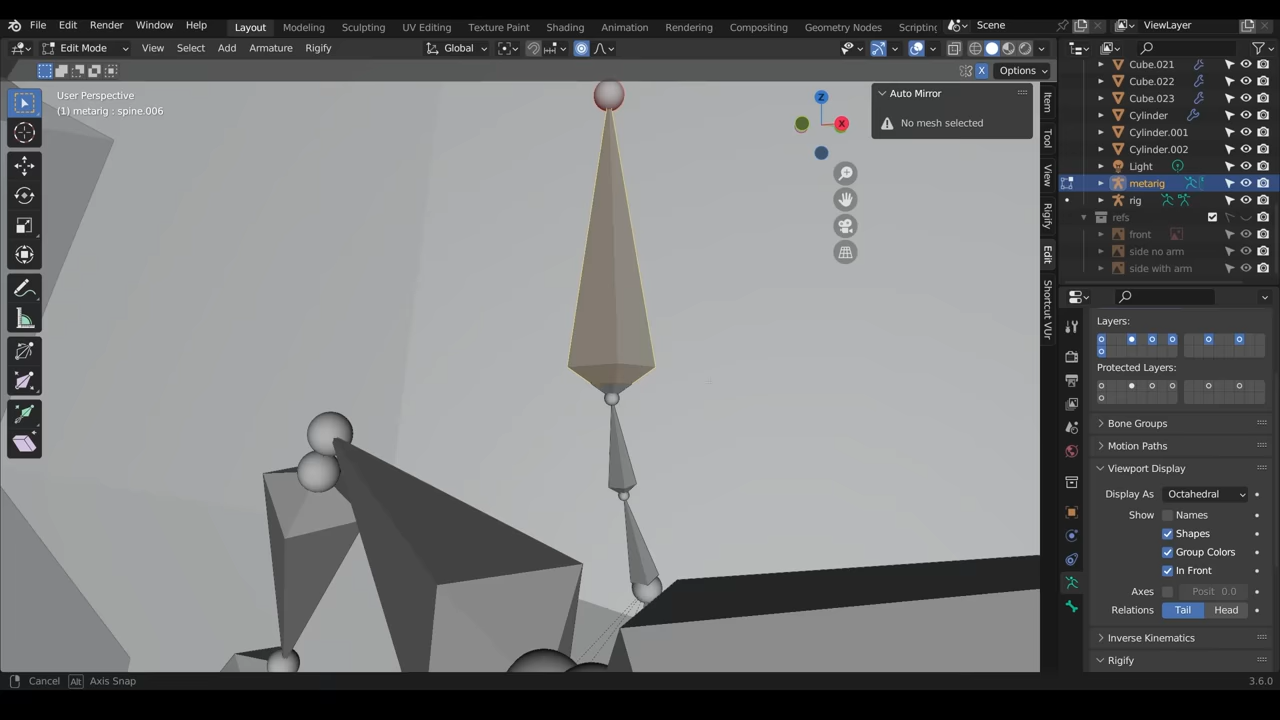 File Edit Render Window Help Layout Modeling Sculpting UV Editing Texture Paint Shading Animation Rendering Compositing Geometry Nodes Scripting Scene ViewLayer
Edit Mode View Select Add Armature Rigify Global
X Options
User Perspective
(1) metarig : spine.006
Auto Mirror
No mesh selected
Z
X
Item
Tool
View
Rigify
Edit
Shortcut VUr
Cube.021
Cube.022
Cube.023
Cylinder
Cylinder.001
Cylinder.002
Light
metarig
rig
refs
front
side no arm
side with arm
Layers:
Protected Layers:
Bone Groups
Motion Paths
Viewport Display
Display As Octahedral
Show Names
Shapes
Group Colors
In Front
Axes Posit 0.0
Relations Tail Head
Inverse Kinematics
Rigify
Cancel Alt Axis Snap 3.6.0